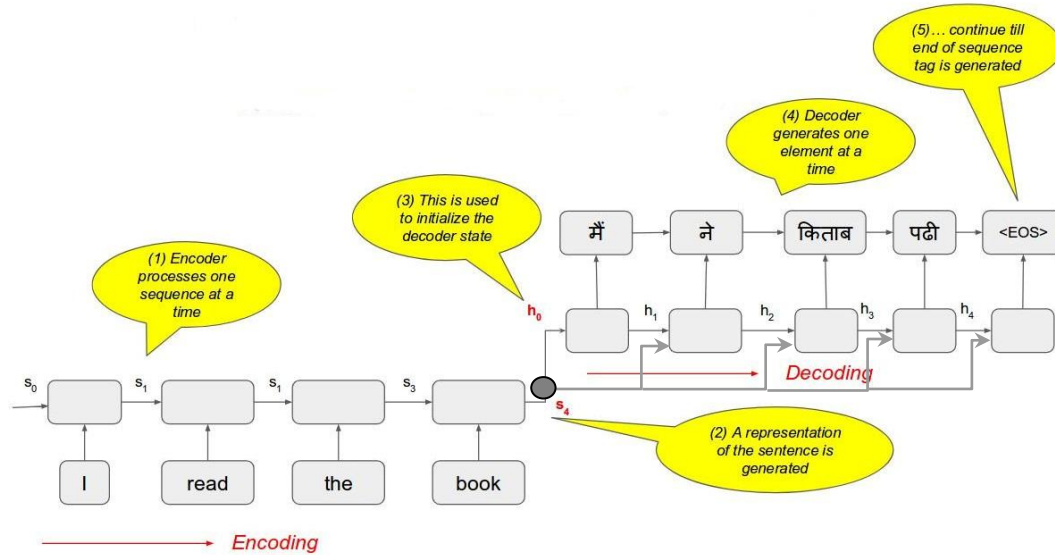 (5)... continue till
end of sequence
tag is generated
(4) Decoder
generates one
element at a
time
(3) This is used
to initialize the
decoder state
मैं ने किताब पढी <EOS>
(1) Encoder
processes one
sequence at a
time
h0 h1 h2 h3 h4
Decoding
s0 s1 s1 s3
s4
(2) A representation
of the sentence is
generated
I read the book
Encoding